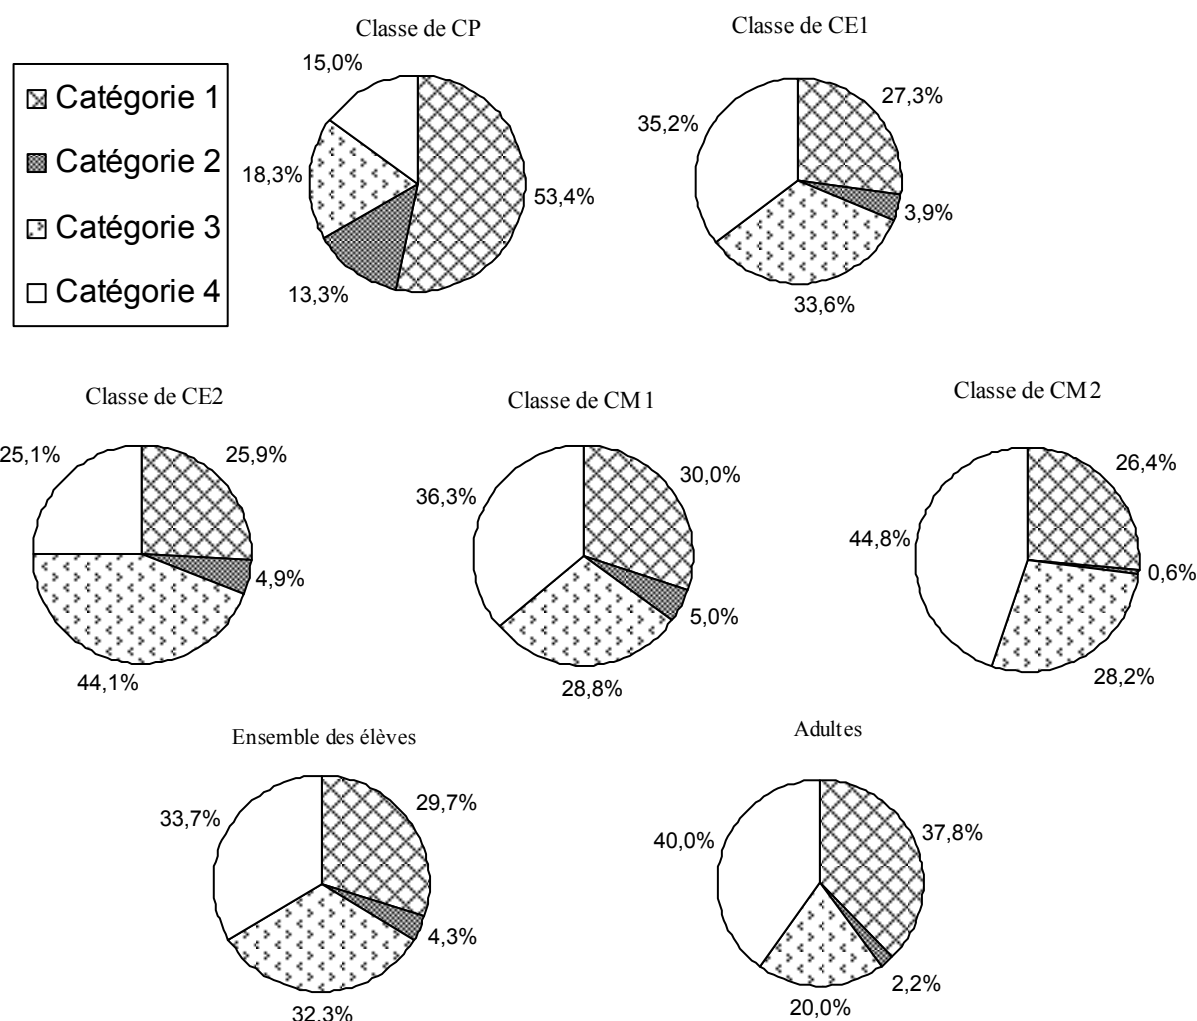 Classe de CP
Classe de CE1
Catégorie 1
Catégorie 2
Catégorie 3
Catégorie 4
15,0%
18,3%
13,3%
53,4%
27,3%
35,2%
3,9%
33,6%
Classe de CE2
Classe de CM1
Classe de CM2
25,1%
25,9%
4,9%
44,1%
36,3%
30,0%
5,0%
28,8%
44,8%
26,4%
0,6%
28,2%
Ensemble des élèves
Adultes
33,7%
29,7%
4,3%
32,3%
40,0%
37,8%
2,2%
20,0%